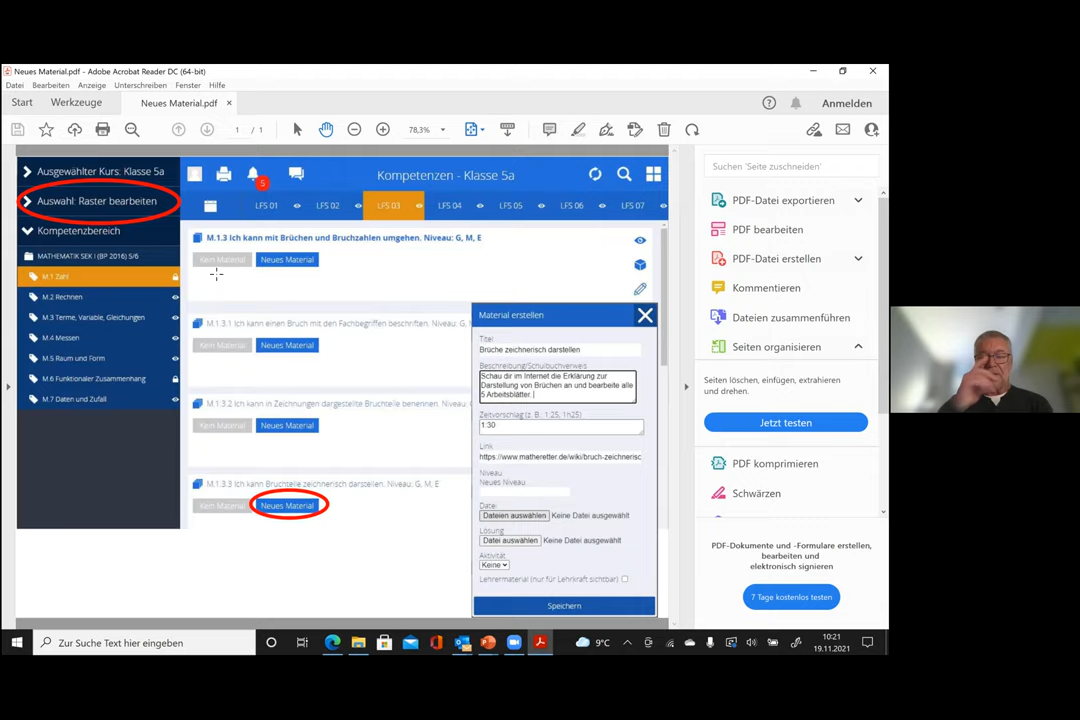 Neues Material.pdf - Adobe Acrobat Reader DC (64-bit)
Datei Bearbeiten Anzeige Unterschreiben Fenster Hilfe
Start Werkzeuge Neues Material.pdf × Anmelden
1 / 1 78,3%
Ausgewählter Kurs: Klasse 5a
Auswahl: Raster bearbeiten
Kompetenzbereich
MATHEMATIK SEK I (BP 2016) 5/6
M.1 Zahl
M.2 Rechnen
M.3 Terme, Variable, Gleichungen
M.4 Messen
M.5 Raum und Form
M.6 Funktionaler Zusammenhang
M.7 Daten und Zufall
5
Kompetenzen - Klasse 5a
LFS 01 LFS 02 LFS 03 LFS 04 LFS 05 LFS 06 LFS 07
M.1.3 Ich kann mit Brüchen und Bruchzahlen umgehen. Niveau: G, M, E
Kein Material Neues Material
M.1.3.1 Ich kann einen Bruch mit den Fachbegriffen beschriften. Niveau: G,
Kein Material Neues Material
M.1.3.2 Ich kann in Zeichnungen dargestellte Bruchteile benennen. Niveau:
Kein Material Neues Material
M.1.3.3 Ich kann Bruchteile zeichnerisch darstellen. Niveau: G, M, E
Kein Material Neues Material
Material erstellen
Titel
Brüche zeichnerisch darstellen
Beschreibung/Schulbuchverweis
Schau dir im Internet die Erklärung zur
Darstellung von Brüchen an und bearbeite alle
5 Arbeitsblätter.
Zeitvorschlag (z. B.: 1:25, 1h25)
1:30
Link
https://www.matheretter.de/wiki/bruch-zeichnerisc
Niveau
Neues Niveau
Datei
Dateien auswählen Keine Datei ausgewählt
Lösung
Datei auswählen Keine Datei ausgewählt
Aktivität
Keine
Lehrermaterial (nur für Lehrkraft sichtbar)
Speichern
Suchen 'Seite zuschneiden'
PDF-Datei exportieren
PDF bearbeiten
PDF-Datei erstellen
Kommentieren
Dateien zusammenführen
Seiten organisieren
Seiten löschen, einfügen, extrahieren
und drehen.
Jetzt testen
PDF komprimieren
Schwärzen
PDF-Dokumente und -Formulare erstellen,
bearbeiten und
elektronisch signieren
7 Tage kostenlos testen
Zur Suche Text hier eingeben
9°C
10:21
19.11.2021